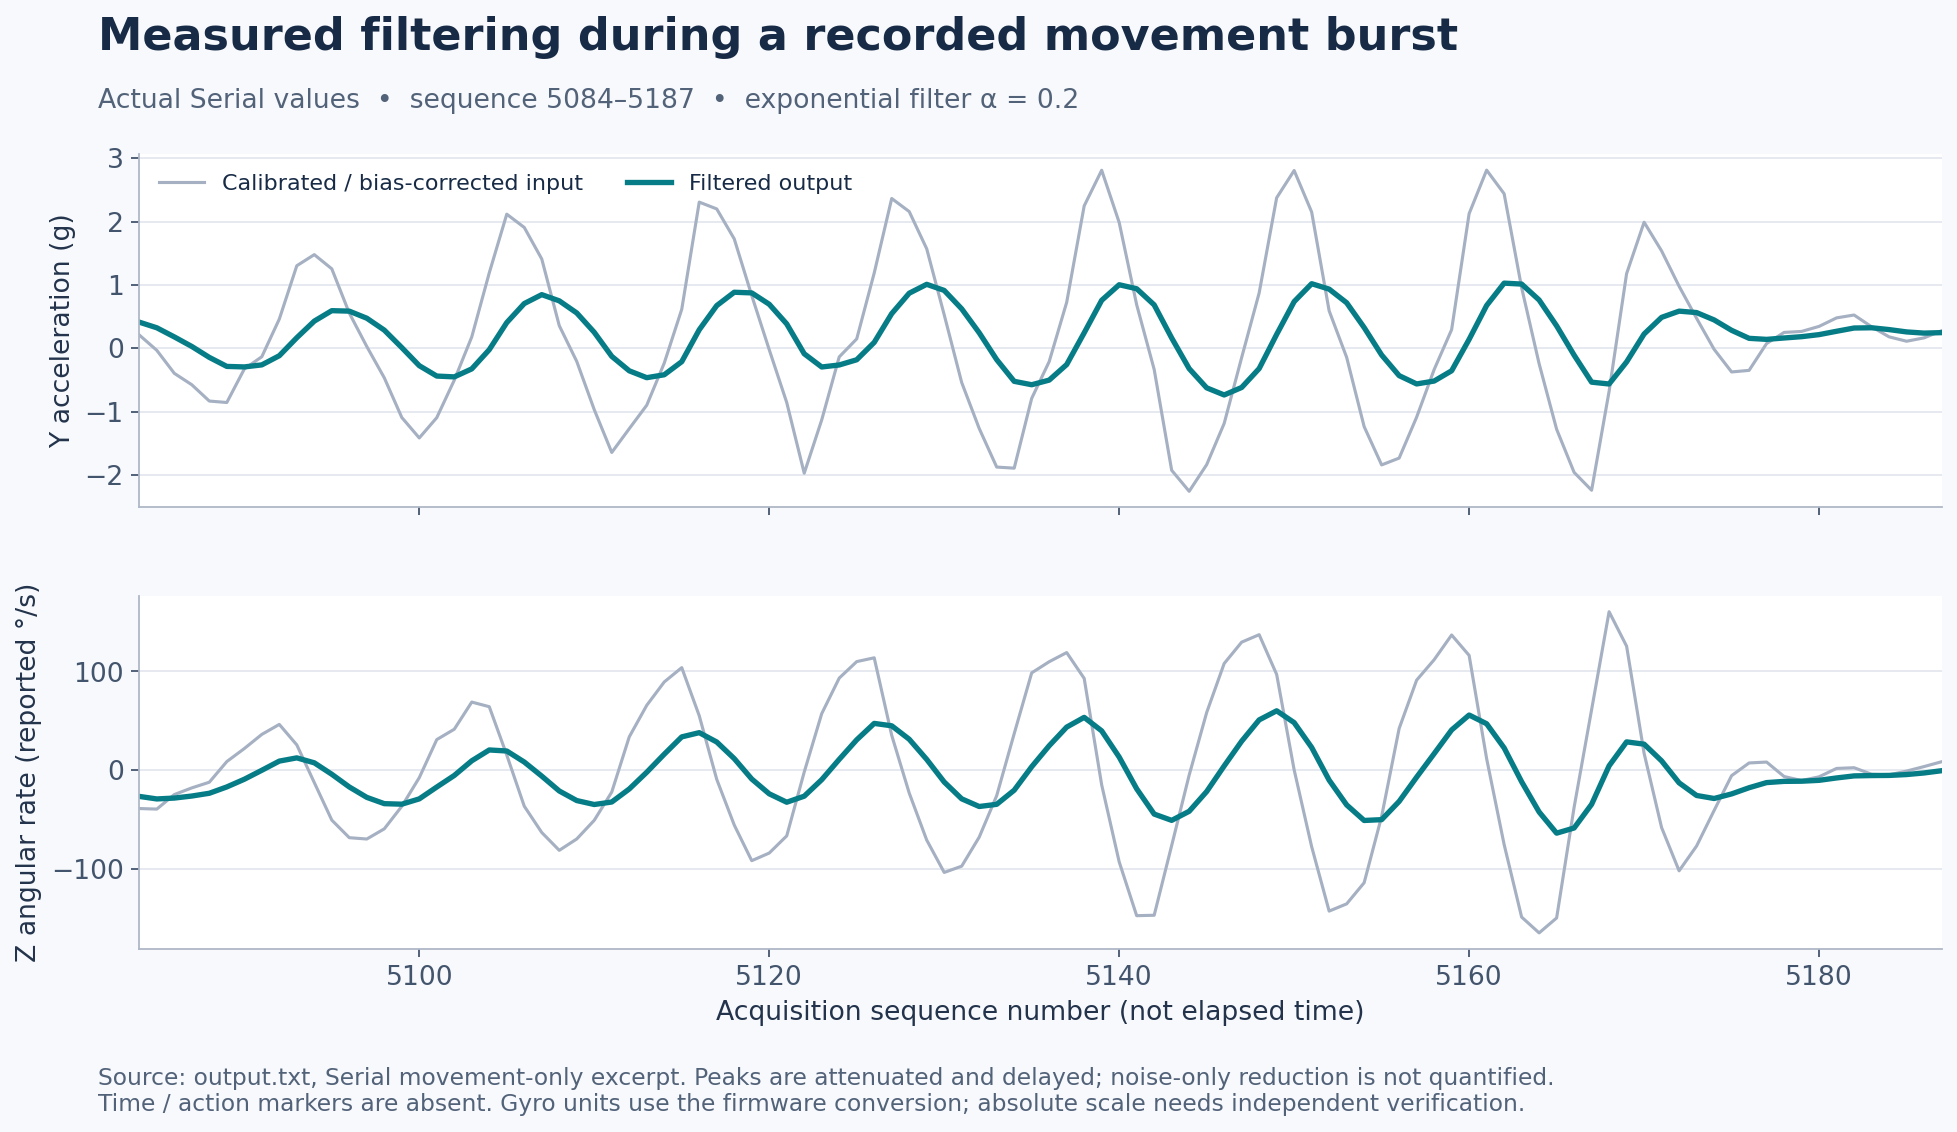 Measured filtering during a recorded movement burst
Actual Serial values • sequence 5084–5187 • exponential filter α = 0.2
Calibrated / bias-corrected input
Filtered output
Y acceleration (g)
3
2
1
0
−1
−2
Z angular rate (reported °/s)
100
0
−100
5100
5120
5140
5160
5180
Acquisition sequence number (not elapsed time)
Source: output.txt, Serial movement-only excerpt. Peaks are attenuated and delayed; noise-only reduction is not quantified.
Time / action markers are absent. Gyro units use the firmware conversion; absolute scale needs independent verification.